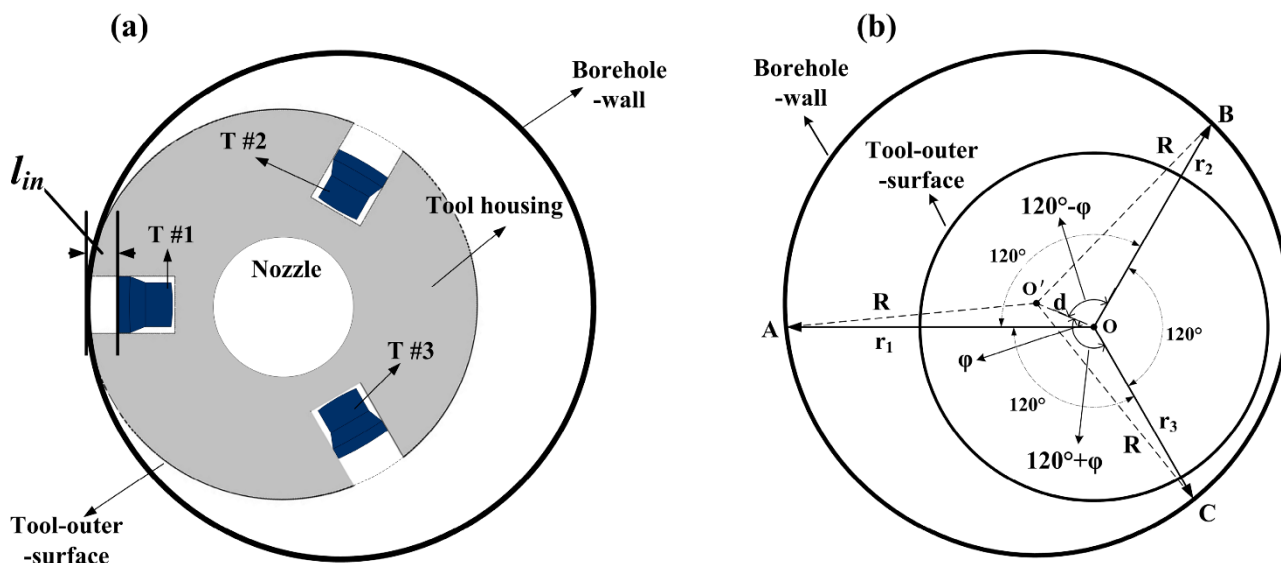 (a)
Borehole
-wall
T #2
l_in
Tool housing
T #1
Nozzle
T #3
Tool-outer
-surface
(b)
Borehole
-wall
B
R
Tool-outer
-surface
r₂
120°-φ
120°
O'
d
A
R
O
r₁
φ
120°
120°
r₃
R
120°+φ
C